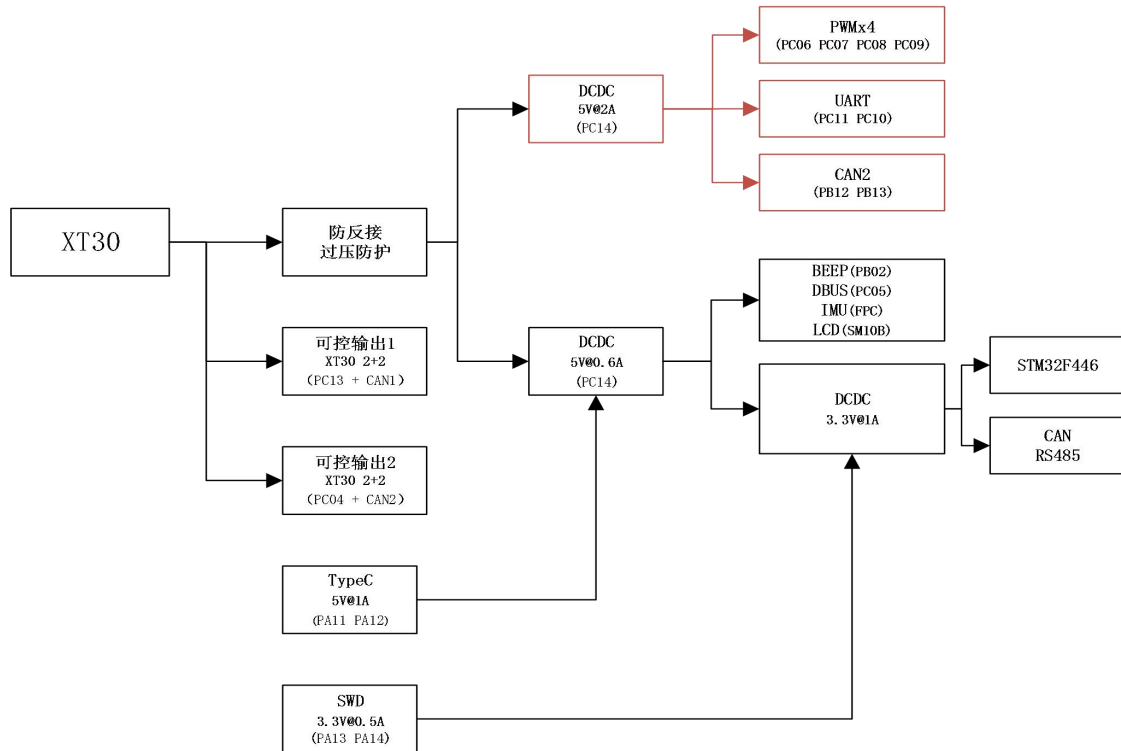 PWMx4
(PC06 PC07 PC08 PC09)
DCDC
5V@2A
(PC14)
UART
(PC11 PC10)
CAN2
(PB12 PB13)
XT30
防反接
过压防护
BEEP(PB02)
DBUS(PC05)
IMU(FPC)
LCD(SM10B)
可控输出1
XT30 2+2
(PC13 + CAN1)
DCDC
5V@0.6A
(PC14)
DCDC
3.3V@1A
STM32F446
CAN
RS485
可控输出2
XT30 2+2
(PC04 + CAN2)
TypeC
5V@1A
(PA11 PA12)
SWD
3.3V@0.5A
(PA13 PA14)